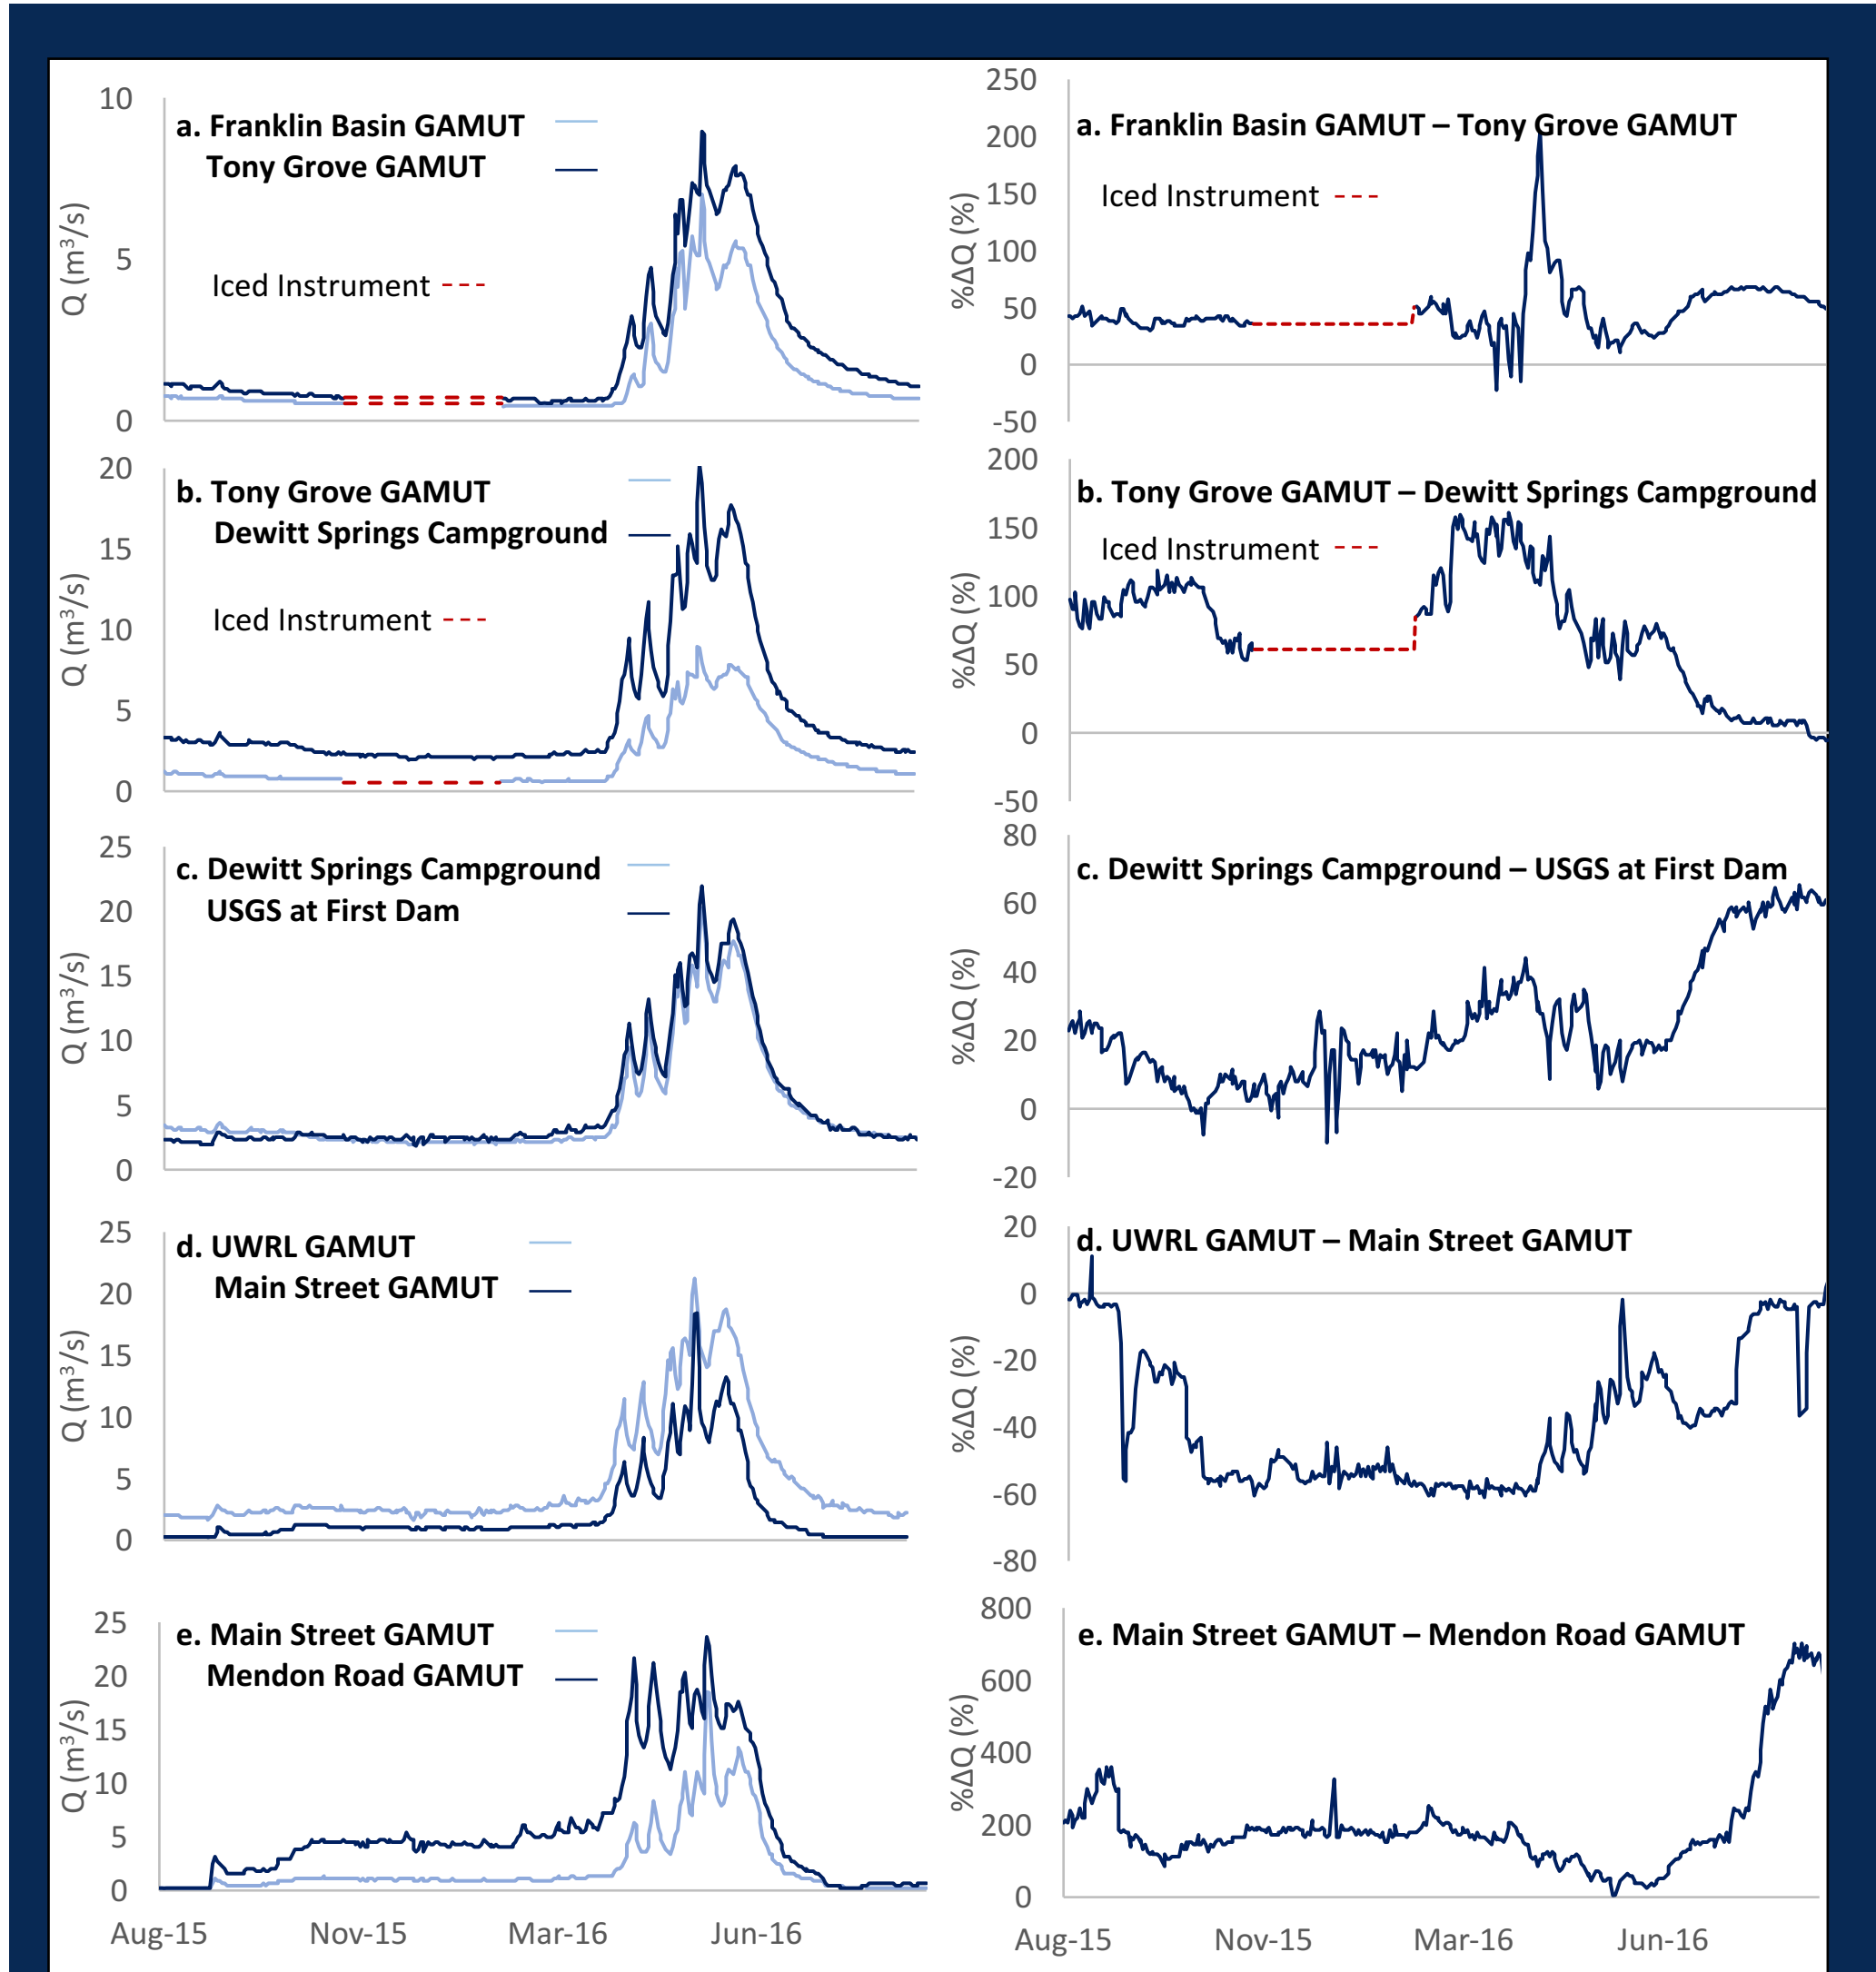 10
5
0
Q (m³/s)
a. Franklin Basin GAMUT
Tony Grove GAMUT
Iced Instrument
250
200
150
100
50
0
-50
%ΔQ (%)
a. Franklin Basin GAMUT – Tony Grove GAMUT
Iced Instrument
20
15
10
5
0
Q (m³/s)
b. Tony Grove GAMUT
Dewitt Springs Campground
Iced Instrument
200
150
100
50
0
-50
%ΔQ (%)
b. Tony Grove GAMUT – Dewitt Springs Campground
Iced Instrument
25
20
15
10
5
0
Q (m³/s)
c. Dewitt Springs Campground
USGS at First Dam
80
60
40
20
0
-20
%ΔQ (%)
c. Dewitt Springs Campground – USGS at First Dam
25
20
15
10
5
0
Q (m³/s)
d. UWRL GAMUT
Main Street GAMUT
20
0
-20
-40
-60
-80
%ΔQ (%)
d. UWRL GAMUT – Main Street GAMUT
25
20
15
10
5
0
Q (m³/s)
e. Main Street GAMUT
Mendon Road GAMUT
Aug-15 Nov-15 Mar-16 Jun-16
800
600
400
200
0
%ΔQ (%)
e. Main Street GAMUT – Mendon Road GAMUT
Aug-15 Nov-15 Mar-16 Jun-16